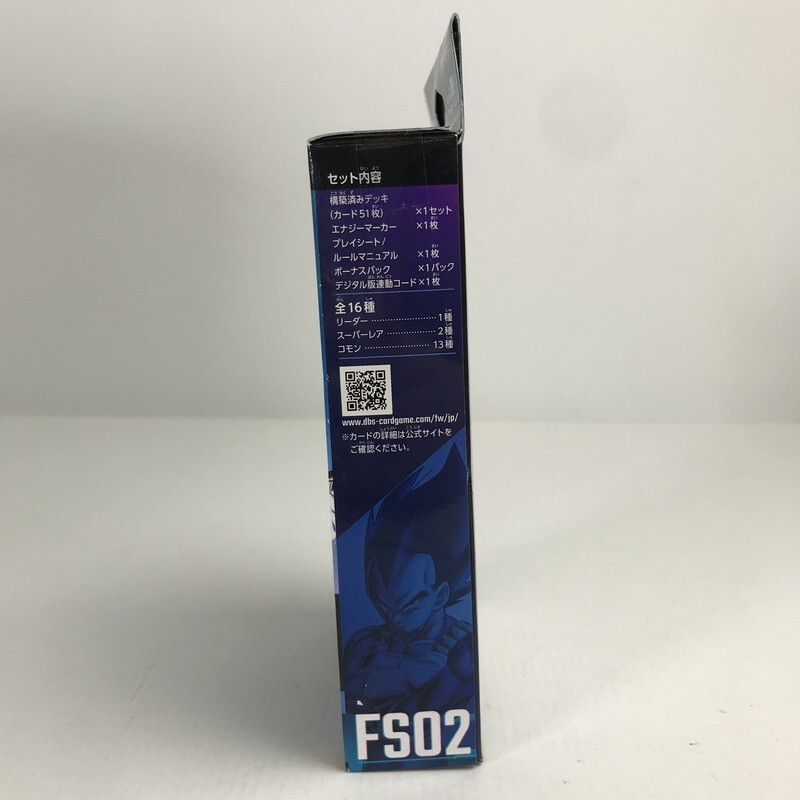 セット内容
構築済みデッキ
(カード51枚) ×1セット
エナジーマーカー ×1枚
プレイシート/
ルールマニュアル ×1枚
ボーナスパック ×1パック
デジタル版連動コード×1枚
全16種
リーダー……………………1種
スーパーレア………………2種
コモン……………………13種
www.dbs-cardgame.com/fw/jp/
※カードの詳細は公式サイトを
ご確認ください。
FS02